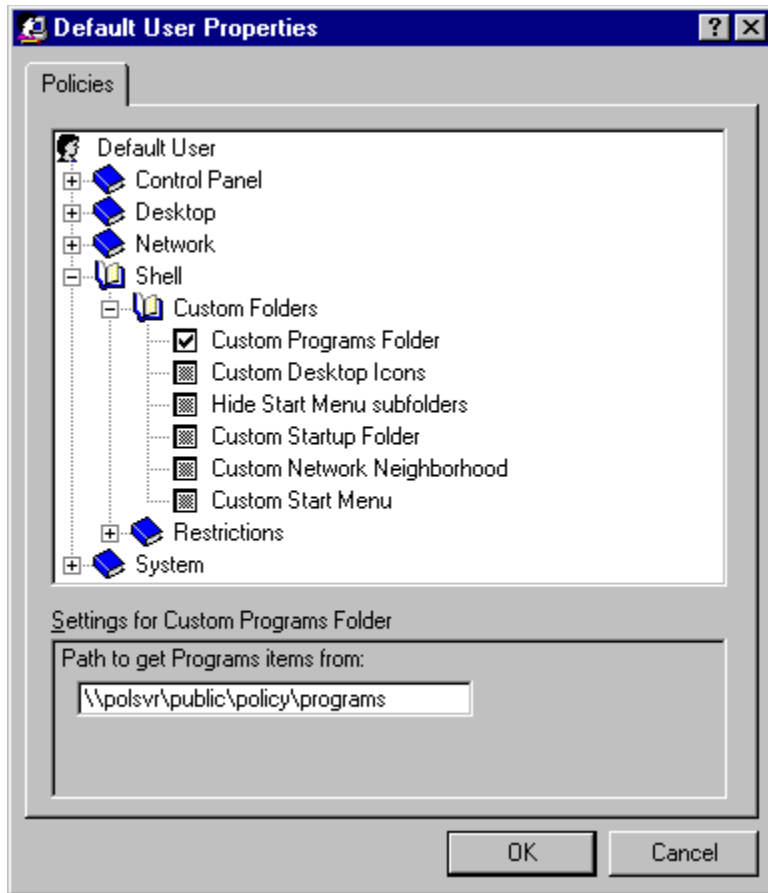 Default User Properties
Policies
Default User
Control Panel
Desktop
Network
Shell
Custom Folders
Custom Programs Folder
Custom Desktop Icons
Hide Start Menu subfolders
Custom Startup Folder
Custom Network Neighborhood
Custom Start Menu
Restrictions
System
Settings for Custom Programs Folder
Path to get Programs items from:
\\polsvr\public\policy\programs
OK Cancel